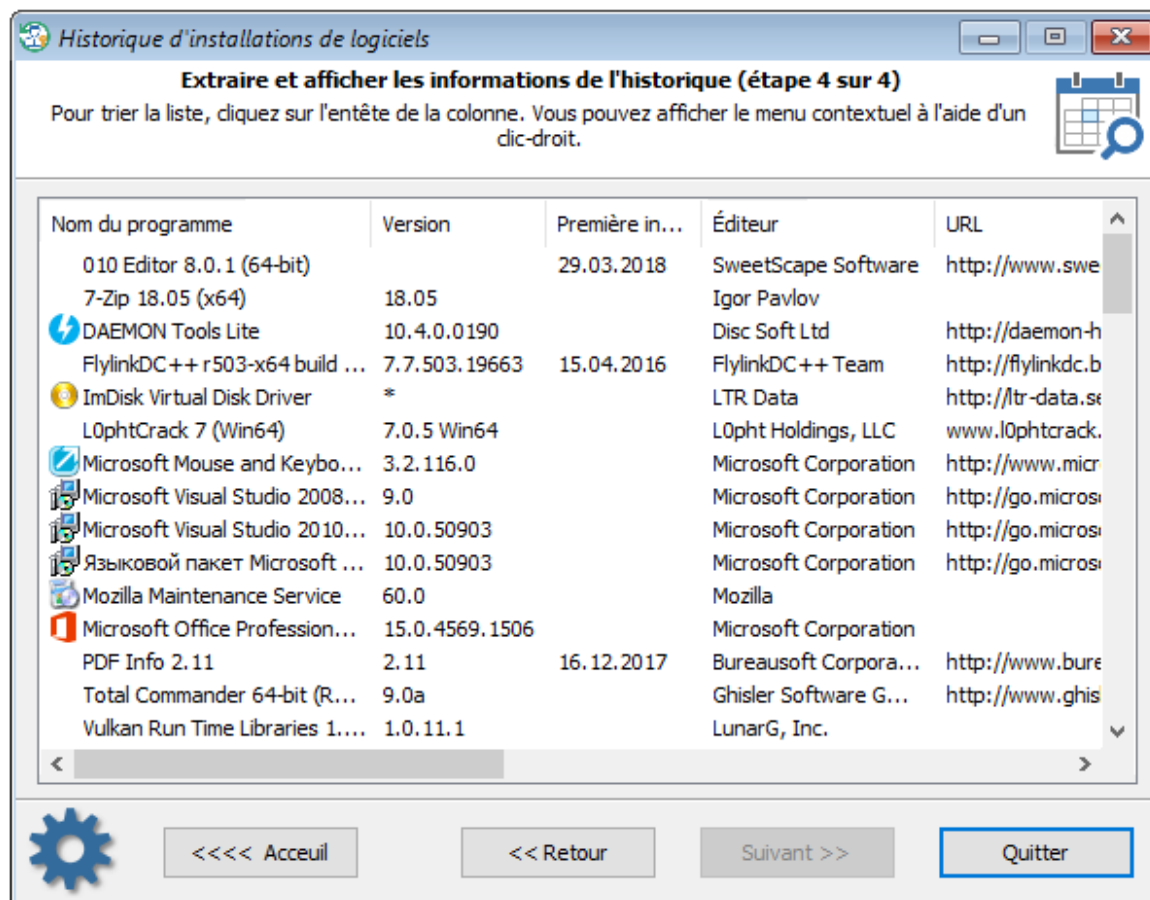 Historique d'installations de logiciels
Extraire et afficher les informations de l'historique (étape 4 sur 4)
Pour trier la liste, cliquez sur l'entête de la colonne. Vous pouvez afficher le menu contextuel à l'aide d'un
clic-droit.
Nom du programme Version Première in... Éditeur URL
010 Editor 8.0.1 (64-bit) 29.03.2018 SweetScape Software http://www.swe
7-Zip 18.05 (x64) 18.05 Igor Pavlov
DAEMON Tools Lite 10.4.0.0190 Disc Soft Ltd http://daemon-h
FlylinkDC++ r503-x64 build ... 7.7.503.19663 15.04.2016 FlylinkDC++ Team http://flylinkdc.b
ImDisk Virtual Disk Driver * LTR Data http://ltr-data.se
L0phtCrack 7 (Win64) 7.0.5 Win64 L0pht Holdings, LLC www.l0phtcrack.
Microsoft Mouse and Keybo... 3.2.116.0 Microsoft Corporation http://www.micr
Microsoft Visual Studio 2008... 9.0 Microsoft Corporation http://go.micros
Microsoft Visual Studio 2010... 10.0.50903 Microsoft Corporation http://go.micros
Языковой пакет Microsoft ... 10.0.50903 Microsoft Corporation http://go.micros
Mozilla Maintenance Service 60.0 Mozilla
Microsoft Office Profession... 15.0.4569.1506 Microsoft Corporation
PDF Info 2.11 2.11 16.12.2017 Bureausoft Corpora... http://www.bure
Total Commander 64-bit (R... 9.0a Ghisler Software G... http://www.ghis
Vulkan Run Time Libraries 1.... 1.0.11.1 LunarG, Inc.
<<<< Acceuil << Retour Suivant >> Quitter